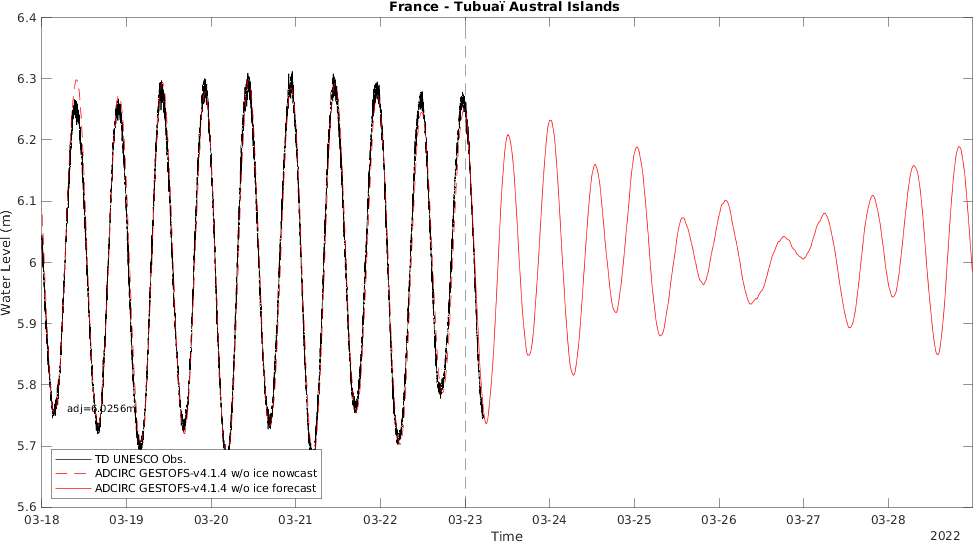 France - Tubuaï Austral Islands
6.4
6.3
6.2
6.1
6
5.9
5.8
5.7
5.6
Water Level (m)
adj=6.0256m
TD UNESCO Obs.
ADCIRC GESTOFS-v4.1.4 w/o ice nowcast
ADCIRC GESTOFS-v4.1.4 w/o ice forecast
03-18 03-19 03-20 03-21 03-22 03-23 03-24 03-25 03-26 03-27 03-28
Time
2022